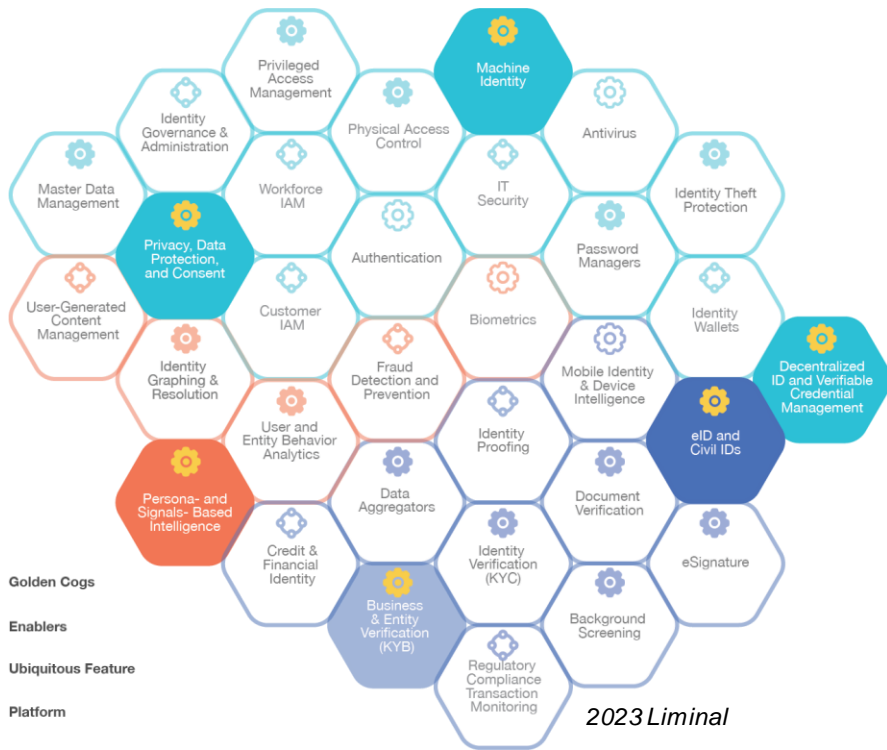 Privileged
Access
Management
Machine
Identity
Identity
Governance &
Administration
Physical Access
Control
Antivirus
Master Data
Management
Workforce
IAM
IT
Security
Identity Theft
Protection
Privacy, Data
Protection,
and Consent
Authentication
Password
Managers
User-Generated
Content
Management
Customer
IAM
Biometrics
Identity
Wallets
Identity
Graphing &
Resolution
Fraud
Detection and
Prevention
Mobile Identity
& Device
Intelligence
Decentralized
ID and Verifiable
Credential
Management
User and
Entity Behavior
Analytics
Identity
Proofing
eID and
Civil IDs
Persona- and
Signals- Based
Intelligence
Data
Aggregators
Document
Verification
Credit &
Financial
Identity
Identity
Verification
(KYC)
eSignature
Business
& Entity
Verification
(KYB)
Background
Screening
Regulatory
Compliance
Transaction
Monitoring
Golden Cogs
Enablers
Ubiquitous Feature
Platform
2023 Liminal